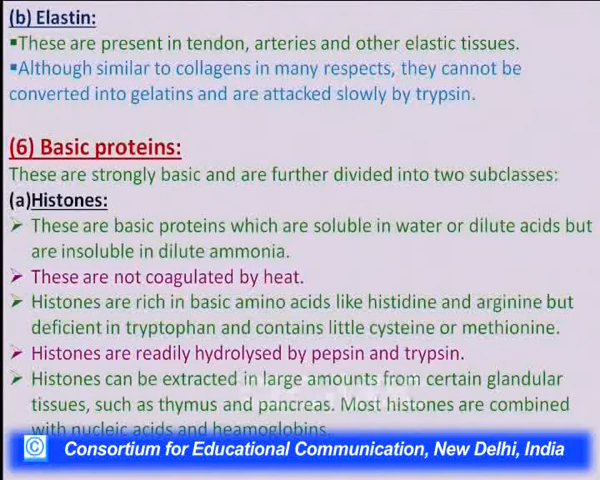 (b) Elastin:
▪These are present in tendon, arteries and other elastic tissues.
▪Although similar to collagens in many respects, they cannot be
converted into gelatins and are attacked slowly by trypsin.
(6) Basic proteins:
These are strongly basic and are further divided into two subclasses:
(a)Histones:
➢ These are basic proteins which are soluble in water or dilute acids but
are insoluble in dilute ammonia.
➢ These are not coagulated by heat.
➢ Histones are rich in basic amino acids like histidine and arginine but
deficient in tryptophan and contains little cysteine or methionine.
➢ Histones are readily hydrolysed by pepsin and trypsin.
➢ Histones can be extracted in large amounts from certain glandular
tissues, such as thymus and pancreas. Most histones are combined
with nucleic acids and heamoglobins.
© Consortium for Educational Communication, New Delhi, India